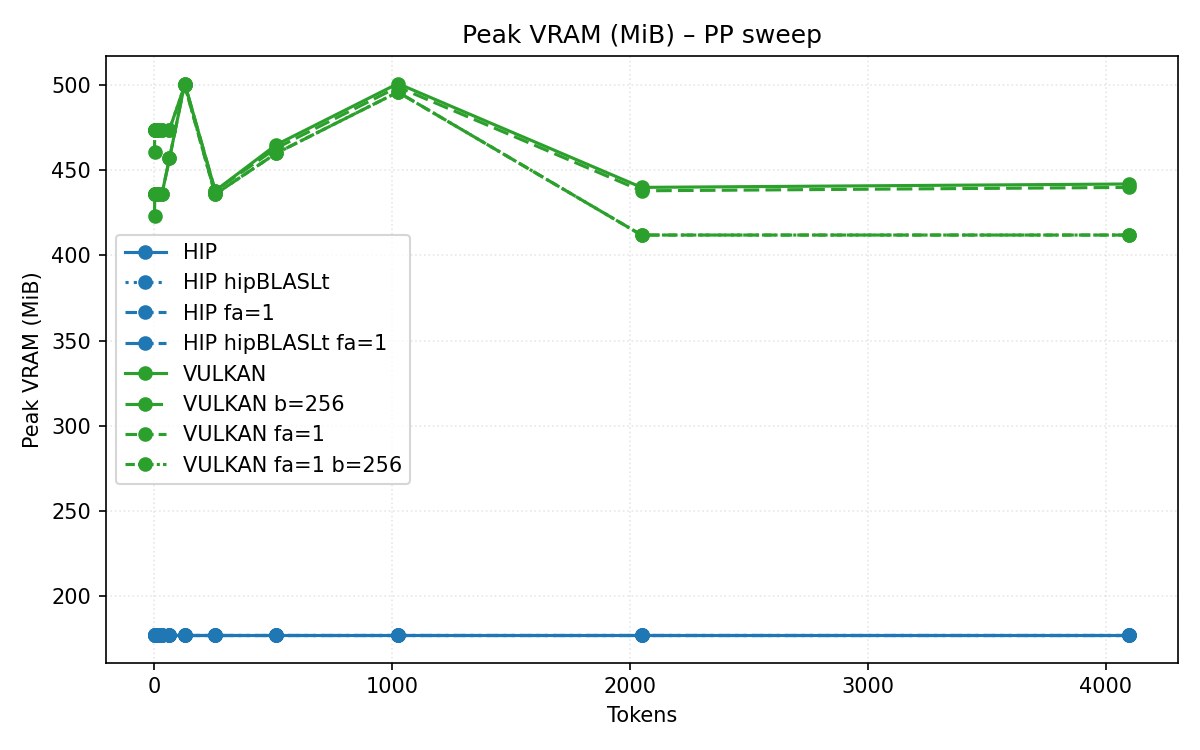 Peak VRAM (MiB) – PP sweep
Peak VRAM (MiB)
500
450
400
350
300
250
200
HIP
HIP hipBLASLt
HIP fa=1
HIP hipBLASLt fa=1
VULKAN
VULKAN b=256
VULKAN fa=1
VULKAN fa=1 b=256
0
1000
2000
3000
4000
Tokens